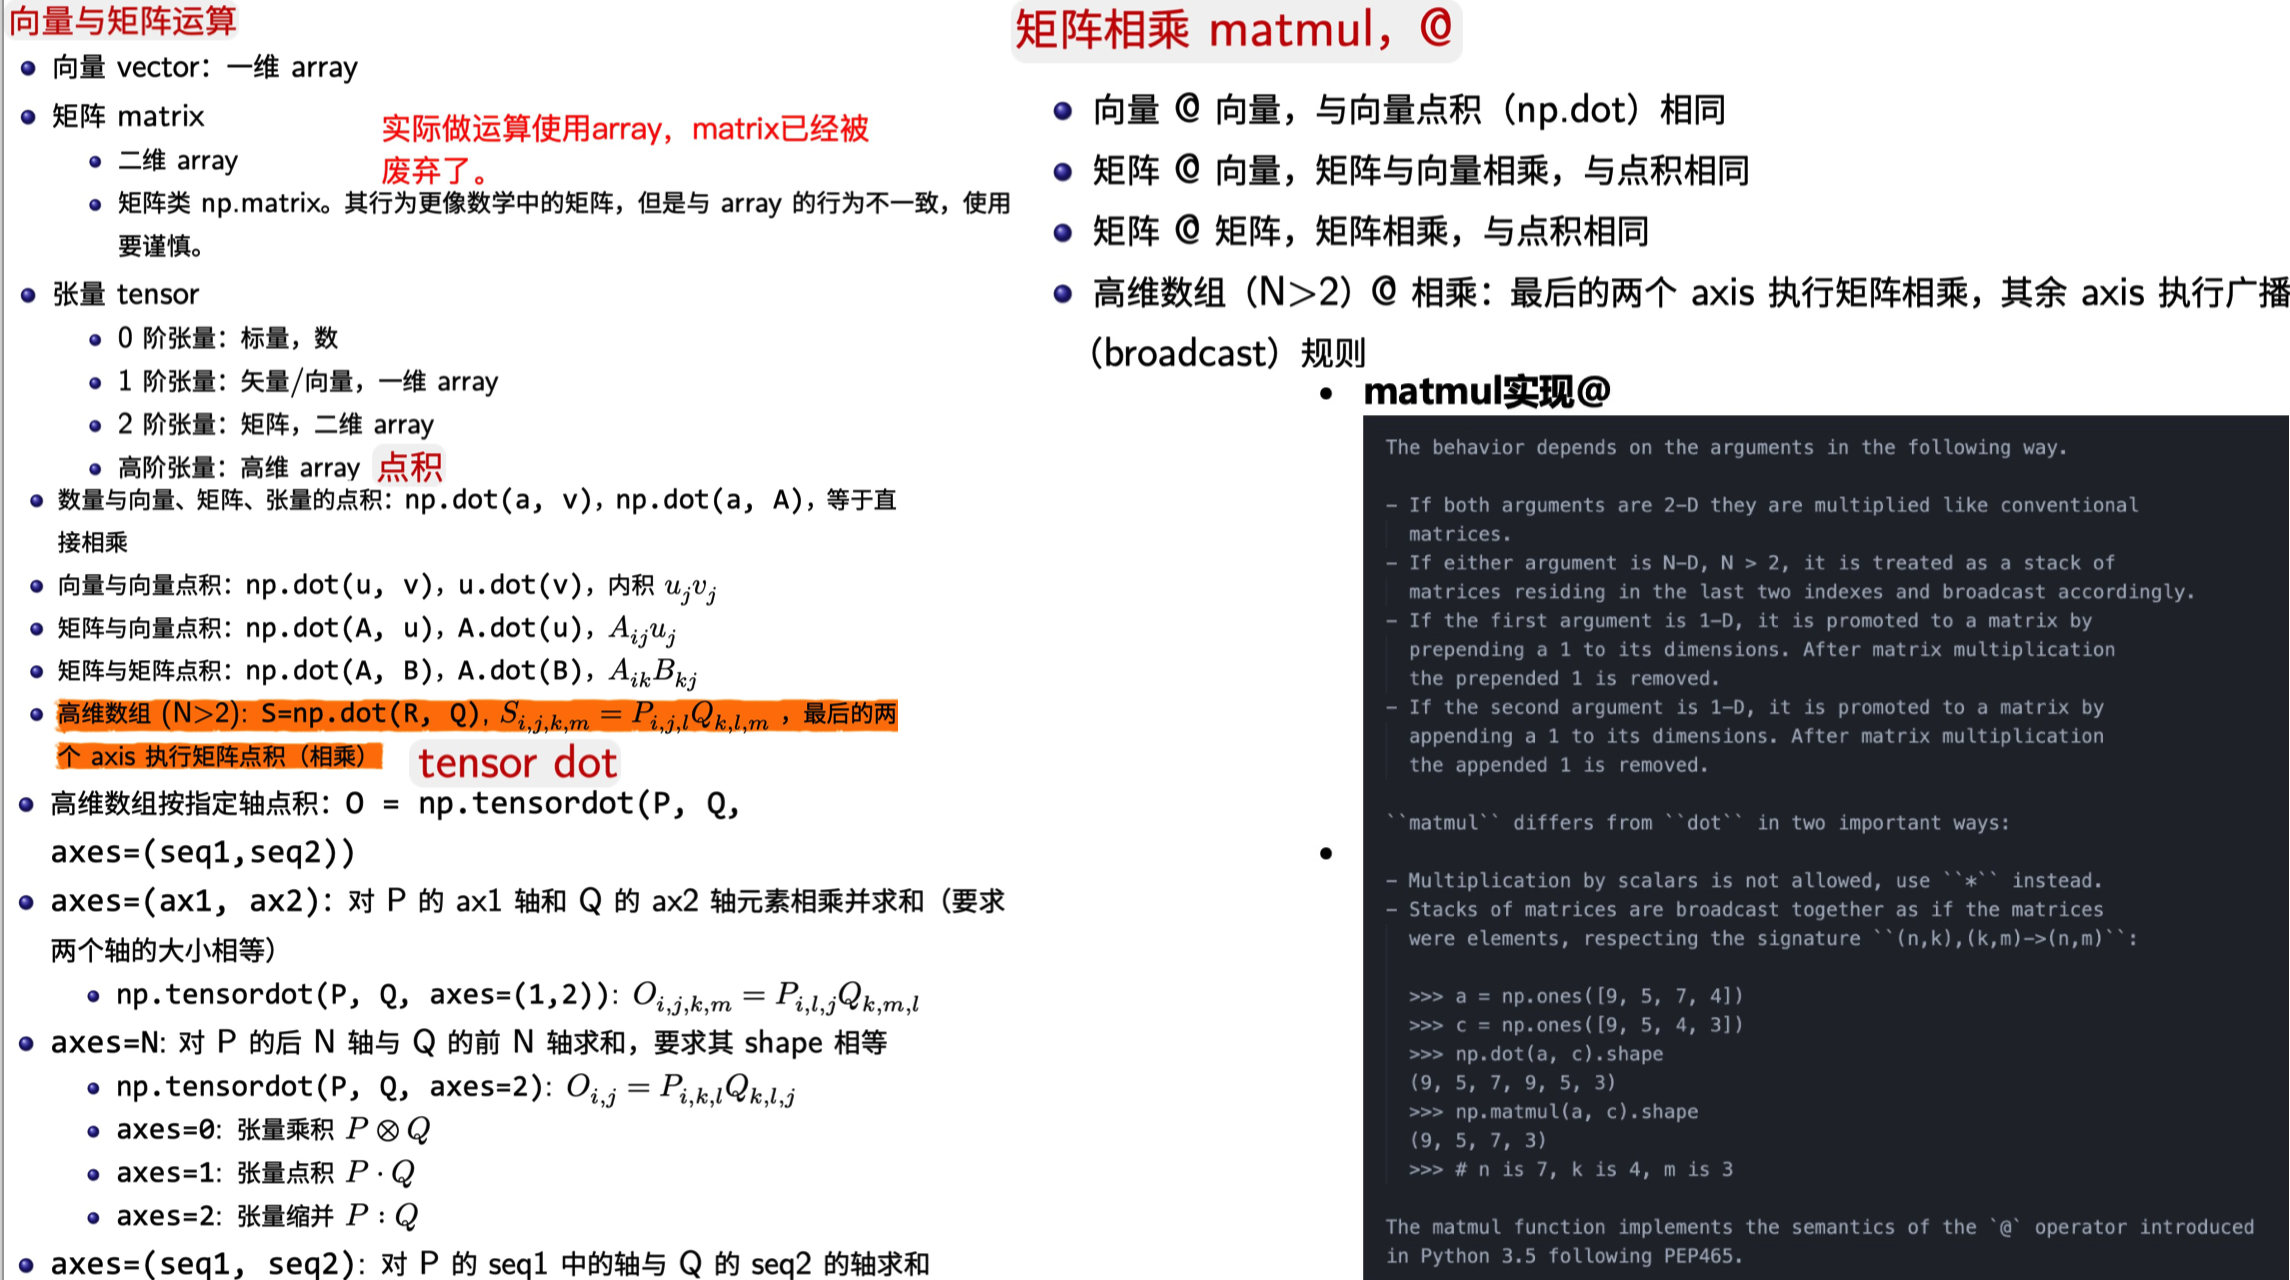 向量与矩阵运算
向量 vector：一维 array
矩阵 matrix
实际做运算使用array，matrix已经被
废弃了。
二维 array
矩阵类 np.matrix。其行为更像数学中的矩阵，但是与 array 的行为不一致，使用
要谨慎。
张量 tensor
0 阶张量：标量，数
1 阶张量：矢量/向量，一维 array
2 阶张量：矩阵，二维 array
高阶张量：高维 array
点积
数量与向量、矩阵、张量的点积：np.dot(a, v)，np.dot(a, A)，等于直
接相乘
向量与向量点积：np.dot(u, v)，u.dot(v)，内积 u_j v_j
矩阵与向量点积：np.dot(A, u)，A.dot(u)，A_{ij}u_j
矩阵与矩阵点积：np.dot(A, B)，A.dot(B)，A_{ik}B_{kj}
高维数组 (N>2)：S=np.dot(R, Q)，S_{i,j,k,m} = P_{i,j,l}Q_{k,l,m} ，最后的两
个 axis 执行矩阵点积（相乘）
tensor dot
高维数组按指定轴点积：O = np.tensordot(P, Q,
axes=(seq1,seq2))
axes=(ax1, ax2)：对 P 的 ax1 轴和 Q 的 ax2 轴元素相乘并求和（要求
两个轴的大小相等）
np.tensordot(P, Q, axes=(1,2)): O_{i,j,k,m} = P_{i,l,j}Q_{k,m,l}
axes=N: 对 P 的后 N 轴与 Q 的前 N 轴求和，要求其 shape 相等
np.tensordot(P, Q, axes=2): O_{i,j} = P_{i,k,l}Q_{k,l,j}
axes=0: 张量乘积 P ⊗ Q
axes=1: 张量点积 P · Q
axes=2: 张量缩并 P : Q
axes=(seq1, seq2): 对 P 的 seq1 中的轴与 Q 的 seq2 的轴求和
矩阵相乘 matmul，@
向量 @ 向量，与向量点积（np.dot）相同
矩阵 @ 向量，矩阵与向量相乘，与点积相同
矩阵 @ 矩阵，矩阵相乘，与点积相同
高维数组（N>2）@ 相乘：最后的两个 axis 执行矩阵相乘，其余 axis 执行广播
（broadcast）规则
matmul实现@
The behavior depends on the arguments in the following way.
- If both arguments are 2-D they are multiplied like conventional
matrices.
- If either argument is N-D, N > 2, it is treated as a stack of
matrices residing in the last two indexes and broadcast accordingly.
- If the first argument is 1-D, it is promoted to a matrix by
prepending a 1 to its dimensions. After matrix multiplication
the prepended 1 is removed.
- If the second argument is 1-D, it is promoted to a matrix by
appending a 1 to its dimensions. After matrix multiplication
the appended 1 is removed.
``matmul`` differs from ``dot`` in two important ways:
- Multiplication by scalars is not allowed, use ``*`` instead.
- Stacks of matrices are broadcast together as if the matrices
were elements, respecting the signature ``(n,k),(k,m)->(n,m)``:
>>> a = np.ones([9, 5, 7, 4])
>>> c = np.ones([9, 5, 4, 3])
>>> np.dot(a, c).shape
(9, 5, 7, 9, 5, 3)
>>> np.matmul(a, c).shape
(9, 5, 7, 3)
>>> # n is 7, k is 4, m is 3
The matmul function implements the semantics of the `@` operator introduced
in Python 3.5 following PEP465.